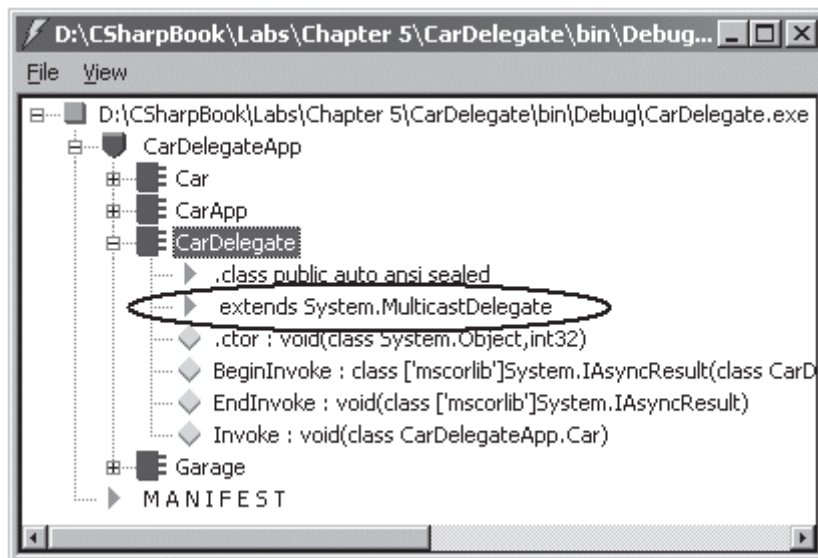 D:\CSharpBook\Labs\Chapter 5\CarDelegate\bin\Debug...
File View
D:\CSharpBook\Labs\Chapter 5\CarDelegate\bin\Debug\CarDelegate.exe
CarDelegateApp
Car
CarApp
CarDelegate
.class public auto ansi sealed
extends System.MulticastDelegate
.ctor : void(class System.Object,int32)
BeginInvoke : class ['mscorlib']System.IAsyncResult(class CarD
EndInvoke : void(class ['mscorlib']System.IAsyncResult)
Invoke : void(class CarDelegateApp.Car)
Garage
M A N I F E S T